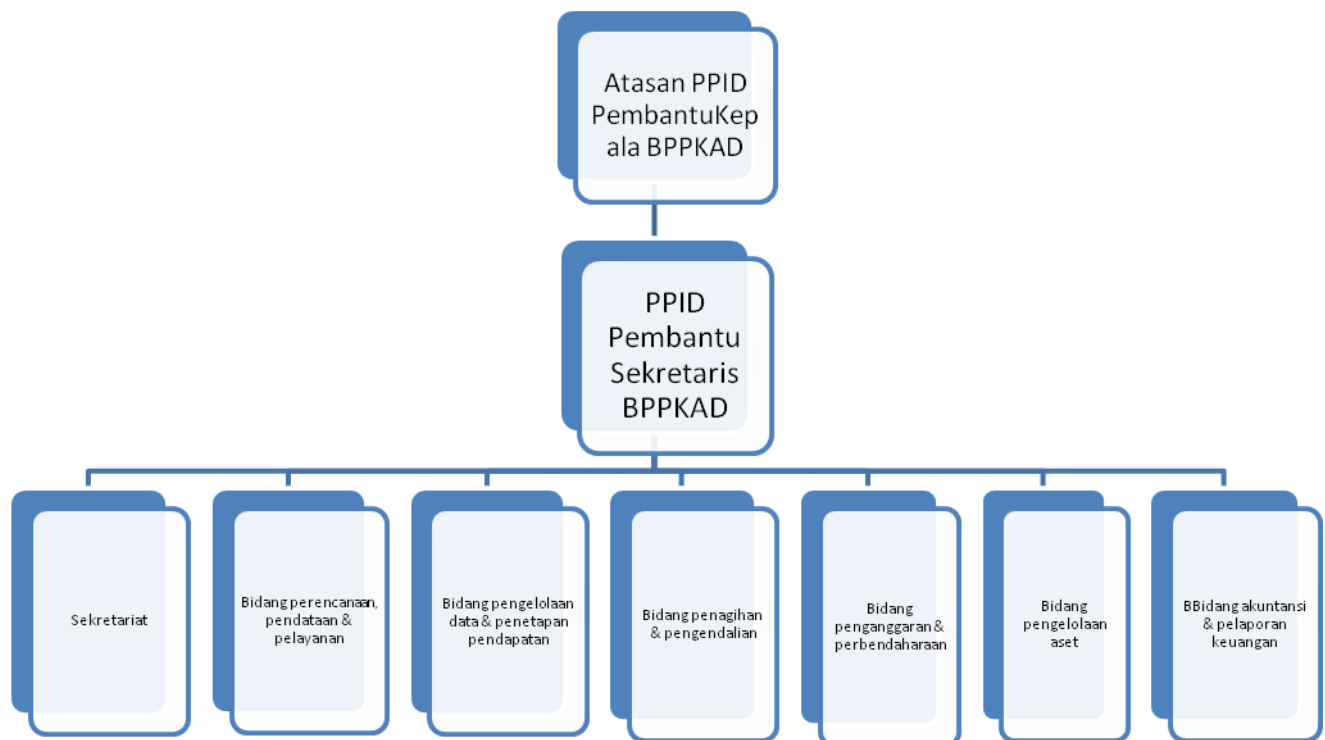 Atasan PPID
PembantuKep
ala BPPKAD
PPID
Pembantu
Sekretaris
BPPKAD
Sekretariat
Bidang perencanaan,
pendataan &
pelayanan
Bidang pengelolaan
data & penetapan
pendapatan
Bidang penagihan
& pengendalian
Bidang
penganggaran &
perbendaharaan
Bidang
pengelolaan
aset
BBidang akuntansi
& pelaporan
keuangan